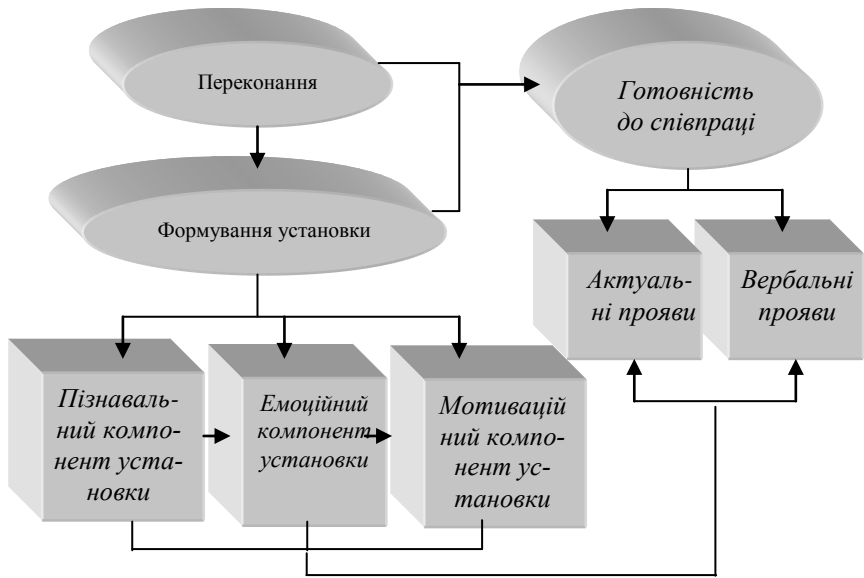 Переконання
Готовність
до співпраці
Формування установки
Актуаль-
ні прояви
Вербальні
прояви
Пізнаваль-
ний компо-
нент уста-
новки
Емоційний
компонент
установки
Мотивацій
ний компо-
нент ус-
тановки